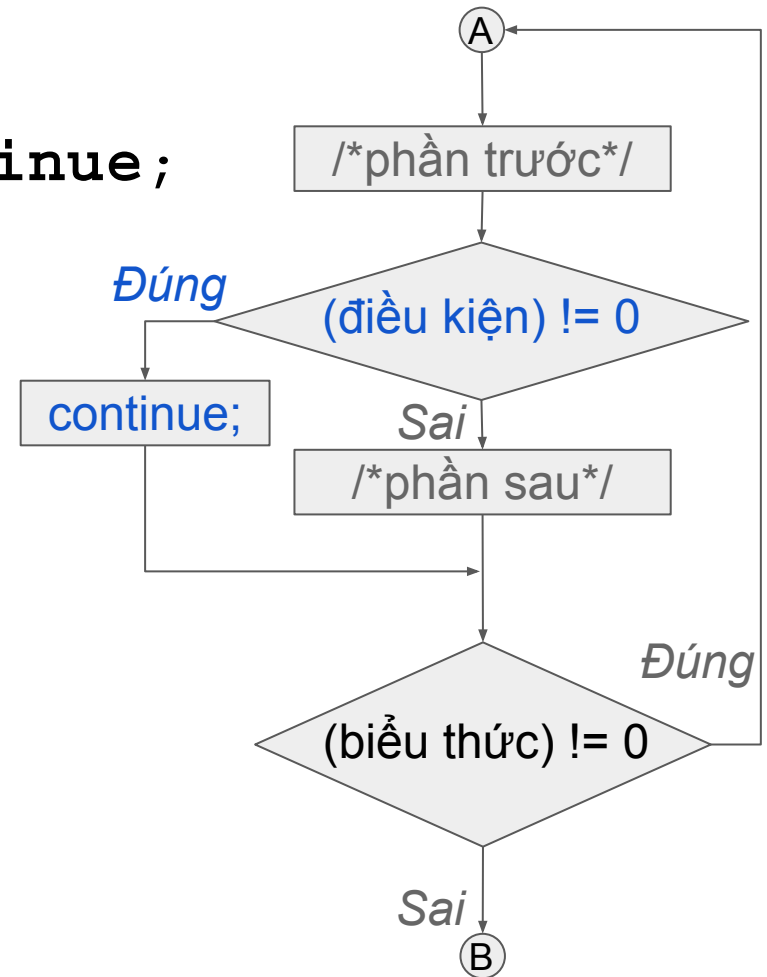 A
inue;
/*phần trước*/
Đúng
(điều kiện) != 0
continue;
Sai
/*phần sau*/
Đúng
(biểu thức) != 0
Sai
B